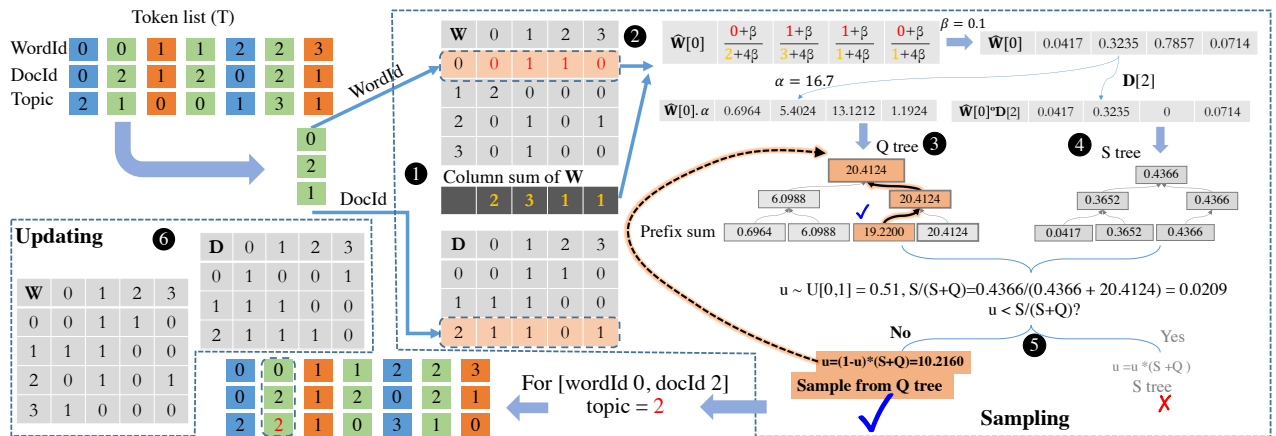 Token list (T)
WordId 0 0 1 1 2 2 3
DocId 0 2 1 2 0 2 1
Topic 2 1 0 0 1 3 1
0
2
1
WordId
DocId
1
W 0 1 2 3
0 0 1 1 0
1 2 0 0 0
2 0 1 0 1
3 0 1 0 0
Column sum of W
2 3 1 1
D 0 1 2 3
0 0 1 1 0
1 1 1 0 0
2 1 1 0 1
2
Ŵ[0] 0+β 1+β 1+β 0+β
2+4β 3+4β 1+4β 1+4β
β = 0.1
Ŵ[0] 0.0417 0.3235 0.7857 0.0714
α = 16.7
D[2]
Ŵ[0].α 0.6964 5.4024 13.1212 1.1924
Ŵ[0]*D[2] 0.0417 0.3235 0 0.0714
Q tree 3
20.4124
6.0988 20.4124
Prefix sum 0.6964 6.0988 19.2200 20.4124
4 S tree
0.4366
0.3652 0.4366
0.0417 0.3652 0.4366
u ~ U[0,1] = 0.51, S/(S+Q)=0.4366/(0.4366 + 20.4124) = 0.0209
u < S/(S+Q)?
No
5
Yes
u=(1-u)*(S+Q)=10.2160
Sample from Q tree
u =u *(S +Q )
S tree
Sampling
Updating 6
W 0 1 2 3
0 0 1 1 0
1 1 1 0 0
2 0 1 0 1
3 1 0 0 0
D 0 1 2 3
0 1 0 0 1
1 1 1 0 0
2 1 1 1 0
0 0 1 1 2 2 3
0 2 1 2 0 2 1
2 2 1 0 3 1 0
For [wordId 0, docId 2]
topic = 2